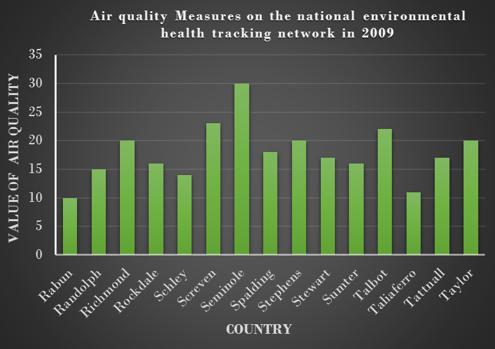 Air quality Measures on the national environmental
health tracking network in 2009
VALUE OF AIR QUALITY
35
30
25
20
15
10
5
0
Rabun
Randolph
Richmond
Rockdale
Schley
Screven
Seminole
Spalding
Stephens
Stewart
Sumter
Talbot
Taliaferro
Tattnall
Taylor
COUNTRY